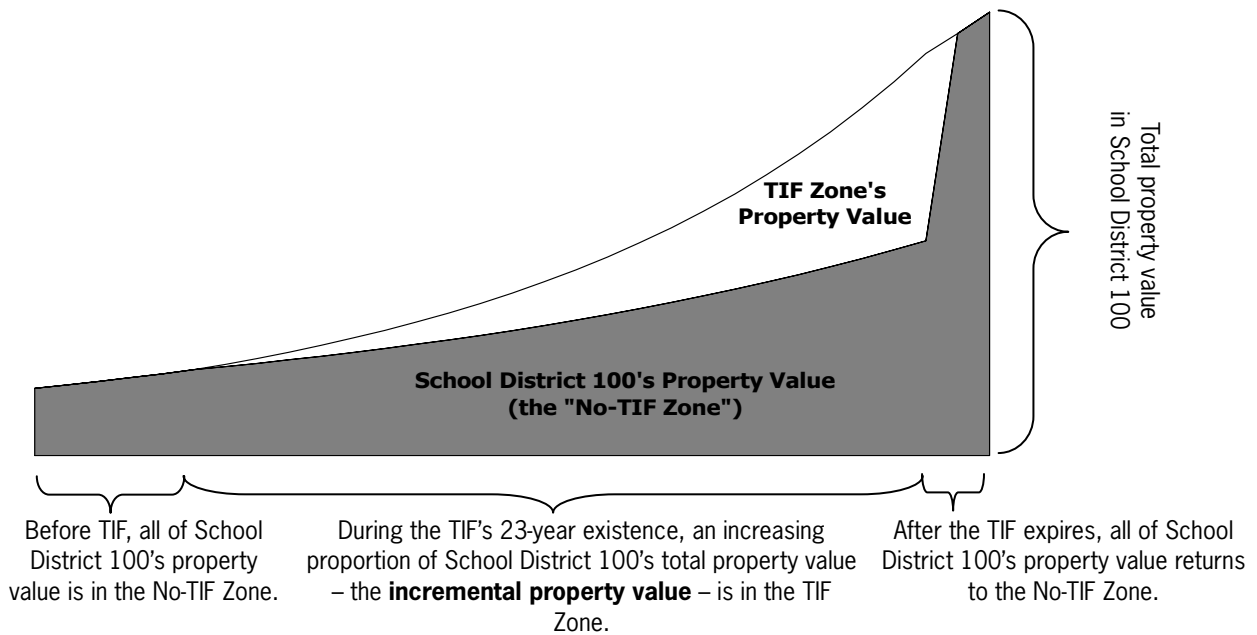 Total property value
in School District 100
TIF Zone's
Property Value
School District 100's Property Value
(the "No-TIF Zone")
Before TIF, all of School
District 100's property
value is in the No-TIF Zone.
During the TIF's 23-year existence, an increasing
proportion of School District 100's total property value
– the incremental property value – is in the TIF
Zone.
After the TIF expires, all of School
District 100's property value returns
to the No-TIF Zone.